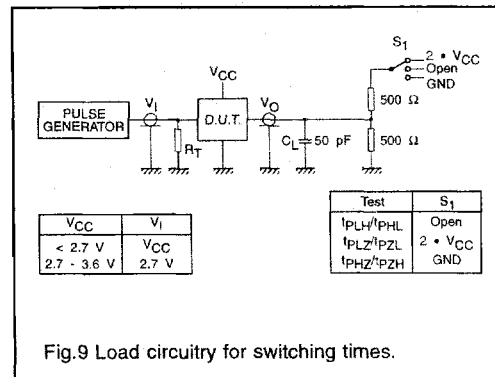 S1
2 • VCC
Open
GND
VCC
500 Ω
PULSE GENERATOR
VI
D.U.T.
VO
RT
CL
50 pF
500 Ω
VCC VI
< 2.7 V VCC
2.7 - 3.6 V 2.7 V
Test S1
tPLH/tPHL Open
tPLZ/tPZL 2 • VCC
tPHZ/tPZH GND
Fig.9 Load circuitry for switching times.